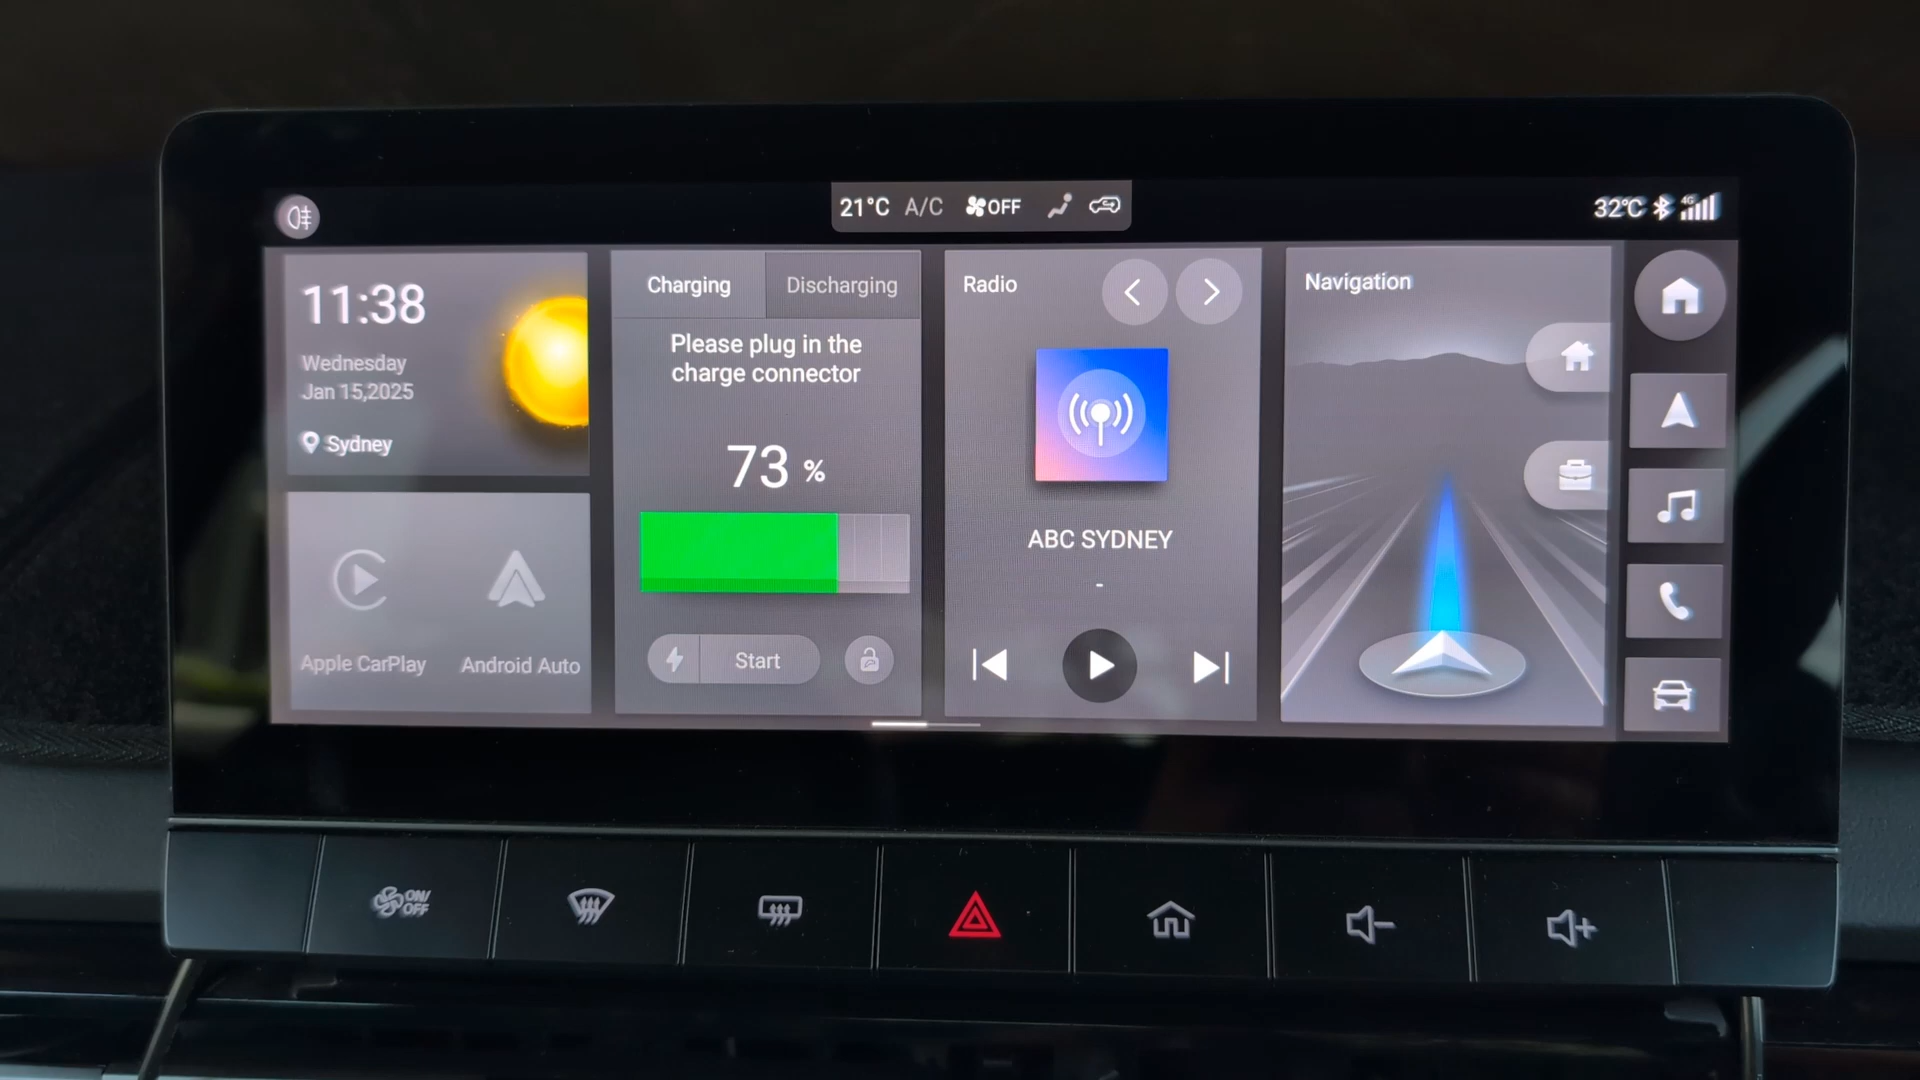 21°C A/C OFF
32°C 4G
11:38
Wednesday
Jan 15,2025
Sydney
Apple CarPlay
Android Auto
Charging
Discharging
Please plug in the
charge connector
73 %
Start
Radio
ABC SYDNEY
-
Navigation
ON/
OFF